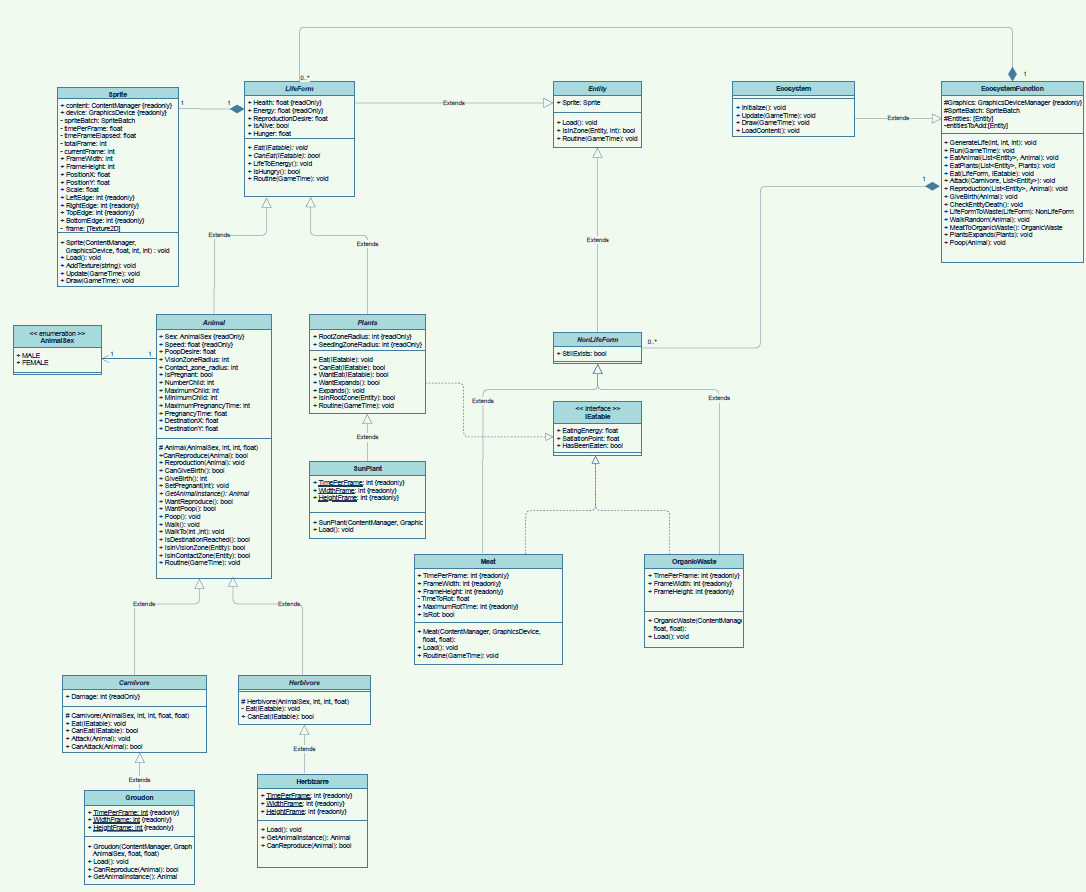 0..*
1
Sprite
+ content: ContentManager {readonly}
+ device: GraphicsDevice {readonly}
- spriteBatch: SpriteBatch
- timePerFrame: float
- timeFrameElapsed: float
- totalFrame: int
- currentFrame: int
+ FrameWidth: int
+ FrameHeight: int
+ PositionX: float
+ PositionY: float
+ Scale: float
+ LeftEdge: int {readonly}
+ RightEdge: int {readonly}
+ TopEdge: int {readonly}
+ BottomEdge: int {readonly}
- frame: [Texture2D]
+ Sprite(ContentManager,
GraphicsDevice, float, int, int) : void
+ Load(): void
+ AddTexture(string): void
+ Update(GameTime): void
+ Draw(GameTime): void
1
1
LifeForm
+ Health: float {readOnly}
+ Energy: float {readOnly}
+ ReproductionDesire: float
+ IsAlive: bool
+ Hunger: float
+ Eat(IEatable): void
+ CanEat(IEatable): bool
+ LifeToEnergy(): void
+ IsHungry(): bool
+ Routine(GameTime): void
Extends
Entity
+ Sprite: Sprite
+ Load(): void
+ IsInZone(Entity, int): bool
+ Routine(GameTime): void
Ecosystem
+ Initialize(): void
+ Update(GameTime): void
+ Draw(GameTime): void
+ LoadContent(): void
Extends
EcosystemFunction
#Graphics: GraphicsDeviceManager {readonly}
#SpriteBatch: SpriteBatch
#Entities: [Entity]
-entitiesToAdd:[Entity]
+ GenerateLife(int, int, int): void
+ Run(GameTime): void
+ EatAnimal(List<Entity>, Animal): void
+ EatPlants(List<Entity>, Plants): void
+ Eat(LifeForm, IEatable): void
+ Attack(Carnivore, List<Entity>): void
+ Reproduction(List<Entity>, Animal): void
+ GiveBirth(Animal): void
+ CheckEntityDeath(): void
+ LifeFormToWaste(LifeForm): NonLifeForm
+ WalkRandom(Animal): void
+ MeatToOrganicWaste(): OrganicWaste
+ PlantsExpands(Plants): void
+ Poop(Animal): void
1
Extends
Extends
Extends
<< enumeration >>
AnimalSex
+ MALE
+ FEMALE
1
1
Animal
+ Sex: AnimalSex {readOnly}
+ Speed: float {readOnly}
+ PoopDesire: float
+ VisionZoneRadius: int
+ Contact_zone_radius: int
+ IsPregnant: bool
+ NumberChild: int
+ MaximumChild: int
+ MinimumChild: int
+ MaximumPregnancyTime: int
+ PregnancyTime: float
+ DestinationX: float
+ DestinationY: float
# Animal(AnimalSex, int, int, float)
+CanReproduce(Animal): bool
+ Reproduction(Animal): void
+ CanGiveBirth(): bool
+ GiveBirth(): int
+ SetPregnant(int): void
+ GetAnimalInstance(): Animal
+ WantReproduce(): bool
+ WantPoop(): bool
+ Poop(): void
+ Walk(): void
+ WalkTo(int ,int): void
+ IsDestinationReached(): bool
+ IsInVisionZone(Entity): bool
+ IsInContactZone(Entity): bool
+ Routine(GameTime): void
Plants
+ RootZoneRadius: int {readonly}
+ SeedingZoneRadius: int {readonly}
+ Eat(IEatable): void
+ CanEat(IEatable): bool
+ WantEat(IEatable): bool
+ WantExpands(): bool
+ Expands(): void
+ IsInRootZone(Entity): bool
+ Routine(GameTime): void
Extends
SunPlant
+ TimePerFrame: int {readonly}
+ WidthFrame: int {readonly}
+ HeightFrame: int {readonly}
+ SunPlant(ContentManager, Graphic
+ Load(): void
NonLifeForm
+ StillExists: bool
0..*
Extends
Extends
<< interface >>
IEatable
+ EatingEnergy: float
+ SatiationPoint: float
+ HasBeenEaten: bool
Meat
+ TimePerFrame: int {readonly}
+ FrameWidth: int {readonly}
+ FrameHeight: int {readonly}
- TimeToRot: float
+ MaximumRotTime: int {readonly}
+ IsRot: bool
+ Meat(ContentManager, GraphicsDevice,
float, float):
+ Load(): void
+ Routine(GameTime): void
OrganicWaste
+ TimePerFrame: int {readonly}
+ FrameWidth: int {readonly}
+ FrameHeight: int {readonly}
+ OrganicWaste(ContentManag
float, float):
+ Load(): void
Extends
Extends
Carnivore
+ Damage: int {readOnly}
# Carnivore(AnimalSex, int, int, float, float)
+ Eat(IEatable): void
+ CanEat(IEatable): bool
+ Attack(Animal): void
+ CanAttack(Animal): bool
Herbivore
# Herbivore(AnimalSex, int, int, float)
- Eat(IEatable): void
+ CanEat(IEatable): bool
Extends
Extends
Groudon
+ TimePerFrame: int {readonly}
+ WidthFrame: int {readonly}
+ HeightFrame: int {readonly}
+ Groudon(ContentManager, Graph
AnimalSex, float, float)
+ Load(): void
+ CanReproduce(Animal): bool
+ GetAnimalInstance(): Animal
Herbizarre
+ TimePerFrame: int {readonly}
+ WidthFrame: int {readonly}
+ HeightFrame: int {readonly}
+ Load(): void
+ GetAnimalInstance(): Animal
+ CanReproduce(Animal): bool